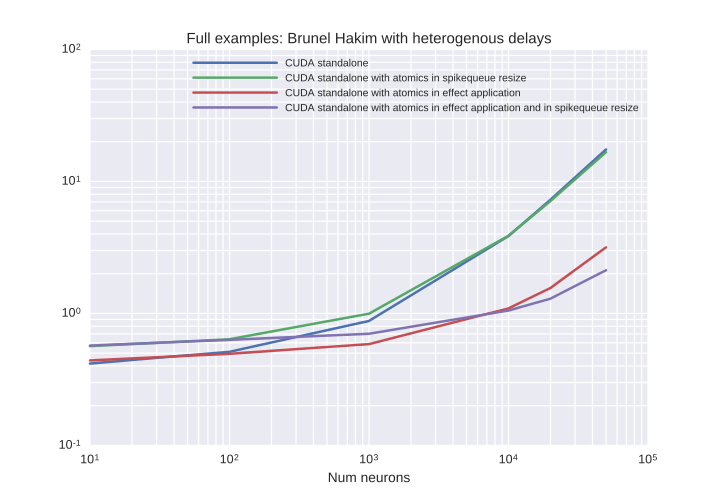 Full examples: Brunel Hakim with heterogenous delays
CUDA standalone
CUDA standalone with atomics in spikequeue resize
CUDA standalone with atomics in effect application
CUDA standalone with atomics in effect application and in spikequeue resize
10²
10¹
10⁰
10⁻¹
10¹ 10² 10³ 10⁴ 10⁵
Num neurons